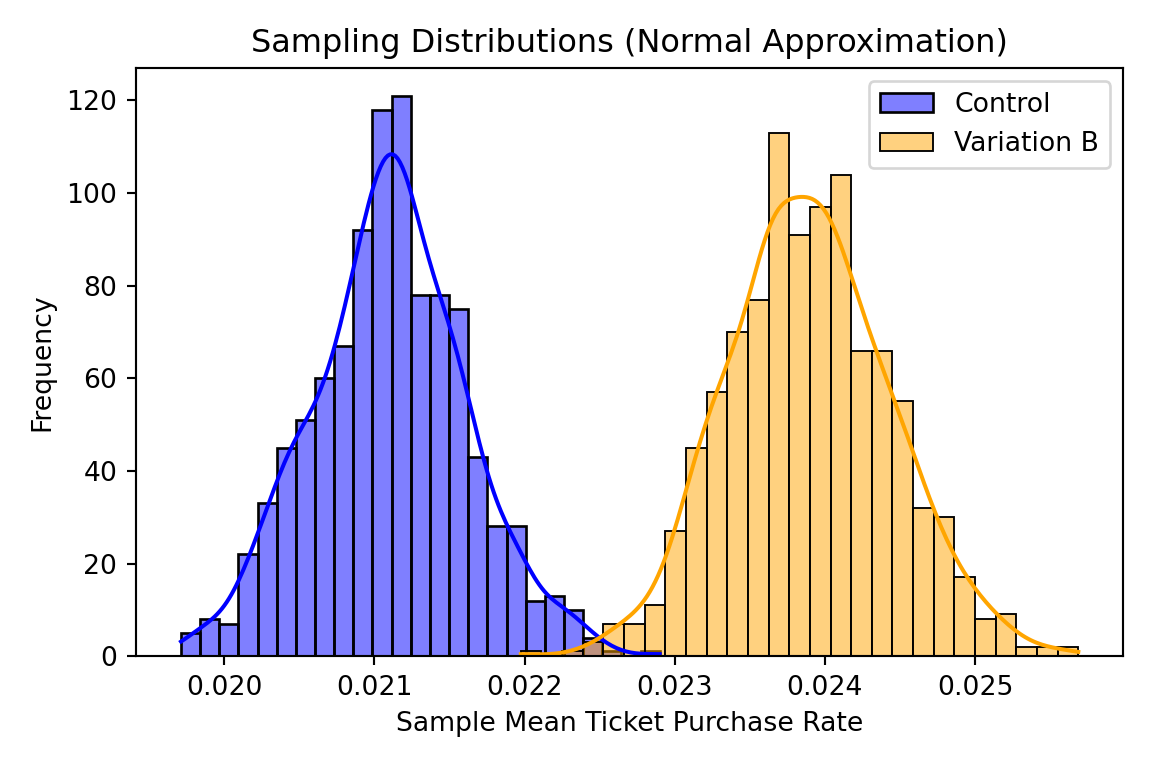 Sampling Distributions (Normal Approximation)
Control
Variation B
120
100
80
60
40
20
0
Frequency
0.020 0.021 0.022 0.023 0.024 0.025
Sample Mean Ticket Purchase Rate